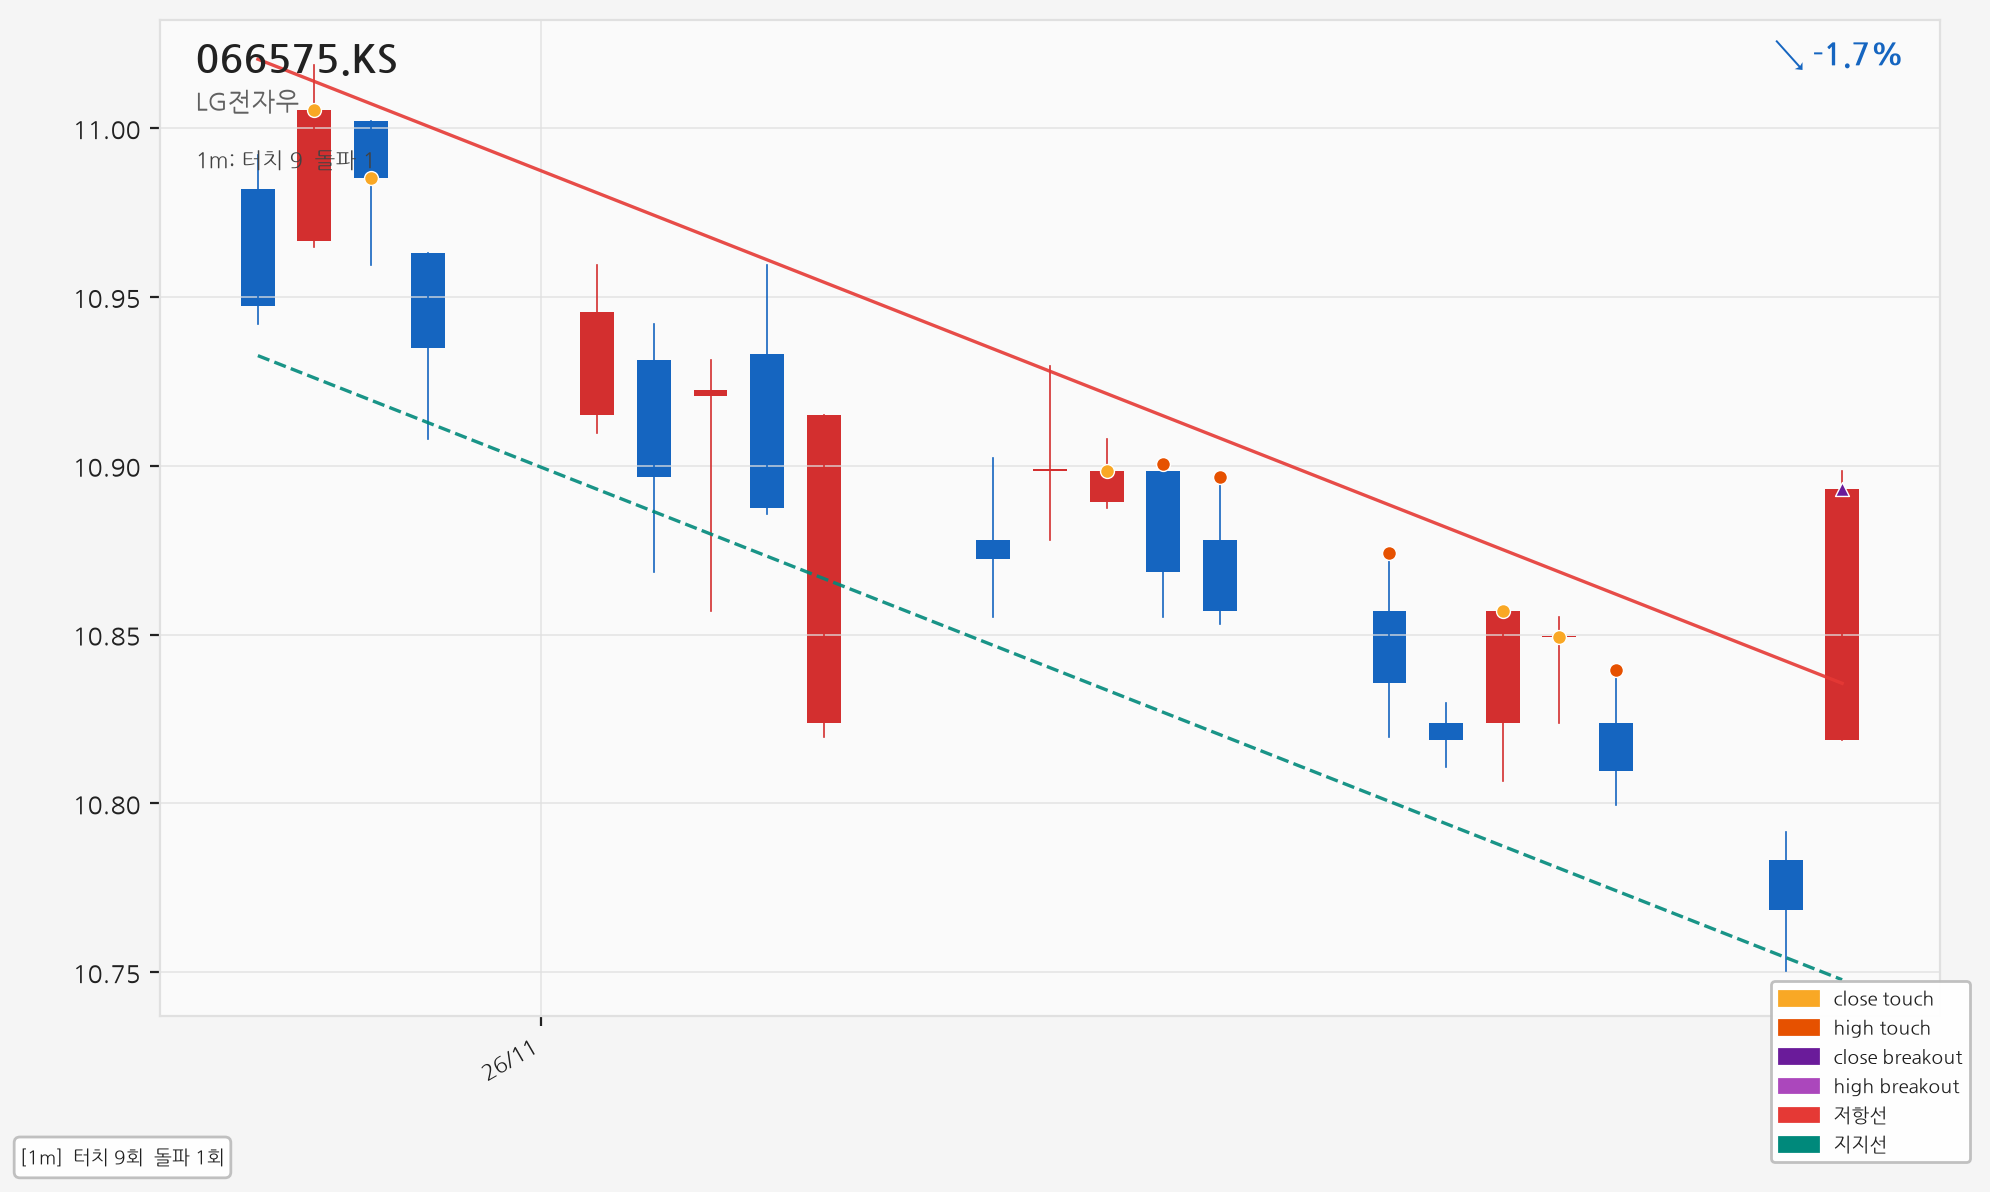 066575.KS
LG전자우
1m: 터치 9  돌파 1
-1.7%
11.00
10.95
10.90
10.85
10.80
10.75
26/11
close touch
high touch
close breakout
high breakout
저항선
지지선
[1m]  터치 9회  돌파 1회